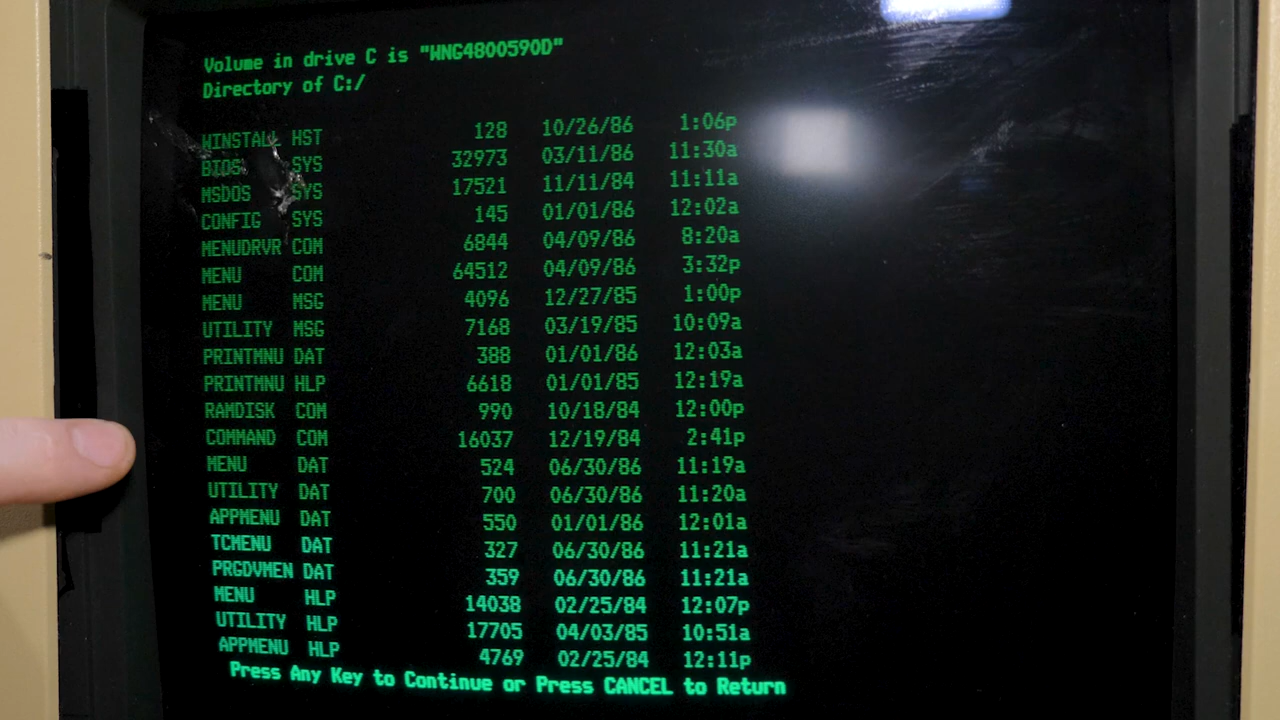 Volume in drive C is "WNG4800590D"
Directory of C:/
WINSTALL HST 128 10/26/86 1:06p
BIOS SYS 32973 03/11/86 11:30a
MSDOS SYS 17521 11/11/84 11:11a
CONFIG SYS 145 01/01/86 12:02a
MENUDRVR COM 6844 04/09/86 8:20a
MENU COM 64512 04/09/86 3:32p
MENU MSG 4096 12/27/85 1:00p
UTILITY MSG 7168 03/19/85 10:09a
PRINTMNU DAT 388 01/01/86 12:03a
PRINTMNU HLP 6618 01/01/85 12:19a
RAMDISK COM 990 10/18/84 12:00p
COMMAND COM 16037 12/19/84 2:41p
MENU DAT 524 06/30/86 11:19a
UTILITY DAT 700 06/30/86 11:20a
APPMENU DAT 550 01/01/86 12:01a
TCMENU DAT 327 06/30/86 11:21a
PRGDVMEN DAT 359 06/30/86 11:21a
MENU HLP 14038 02/25/84 12:07p
UTILITY HLP 17705 04/03/85 10:51a
APPMENU HLP 4769 02/25/84 12:11p
Press Any Key to Continue or Press CANCEL to Return